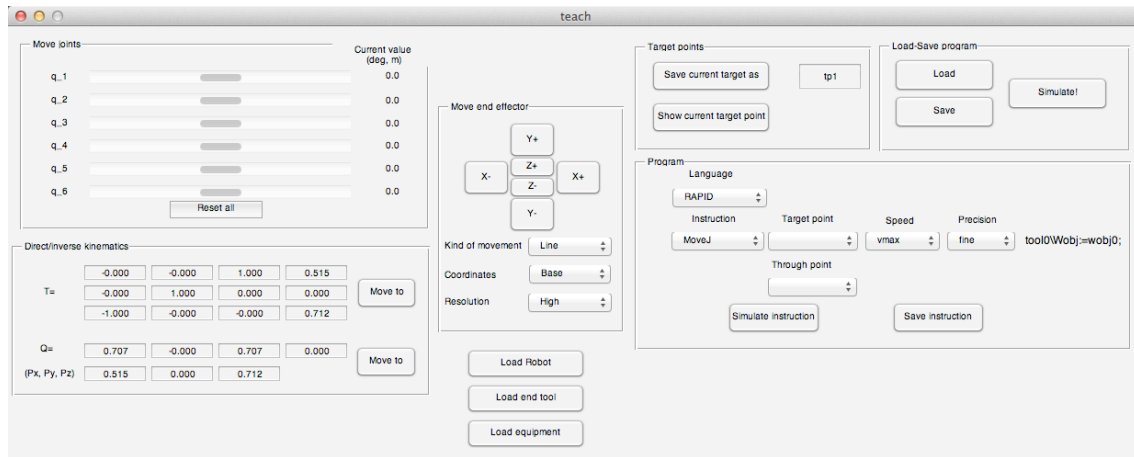 teach
Move joints
Current value
(deg, m)
q_1 0.0
q_2 0.0
q_3 0.0
q_4 0.0
q_5 0.0
q_6 0.0
Reset all
Direct/inverse kinematics
-0.000 -0.000 1.000 0.515
T= -0.000 1.000 0.000 0.000 Move to
-1.000 -0.000 -0.000 0.712
Q= 0.707 -0.000 0.707 0.000 Move to
(Px, Py, Pz) 0.515 0.000 0.712
Move end effector
Y+
X- Z+ X+
Z-
Y-
Kind of movement Line
Coordinates Base
Resolution High
Load Robot
Load end tool
Load equipment
Target points
Save current target as tp1
Show current target point
Load-Save program
Load
Simulate!
Save
Program
Language
RAPID
Instruction Target point Speed Precision
MoveJ vmax fine tool0\Wobj:=wobj0;
Through point
Simulate instruction Save instruction